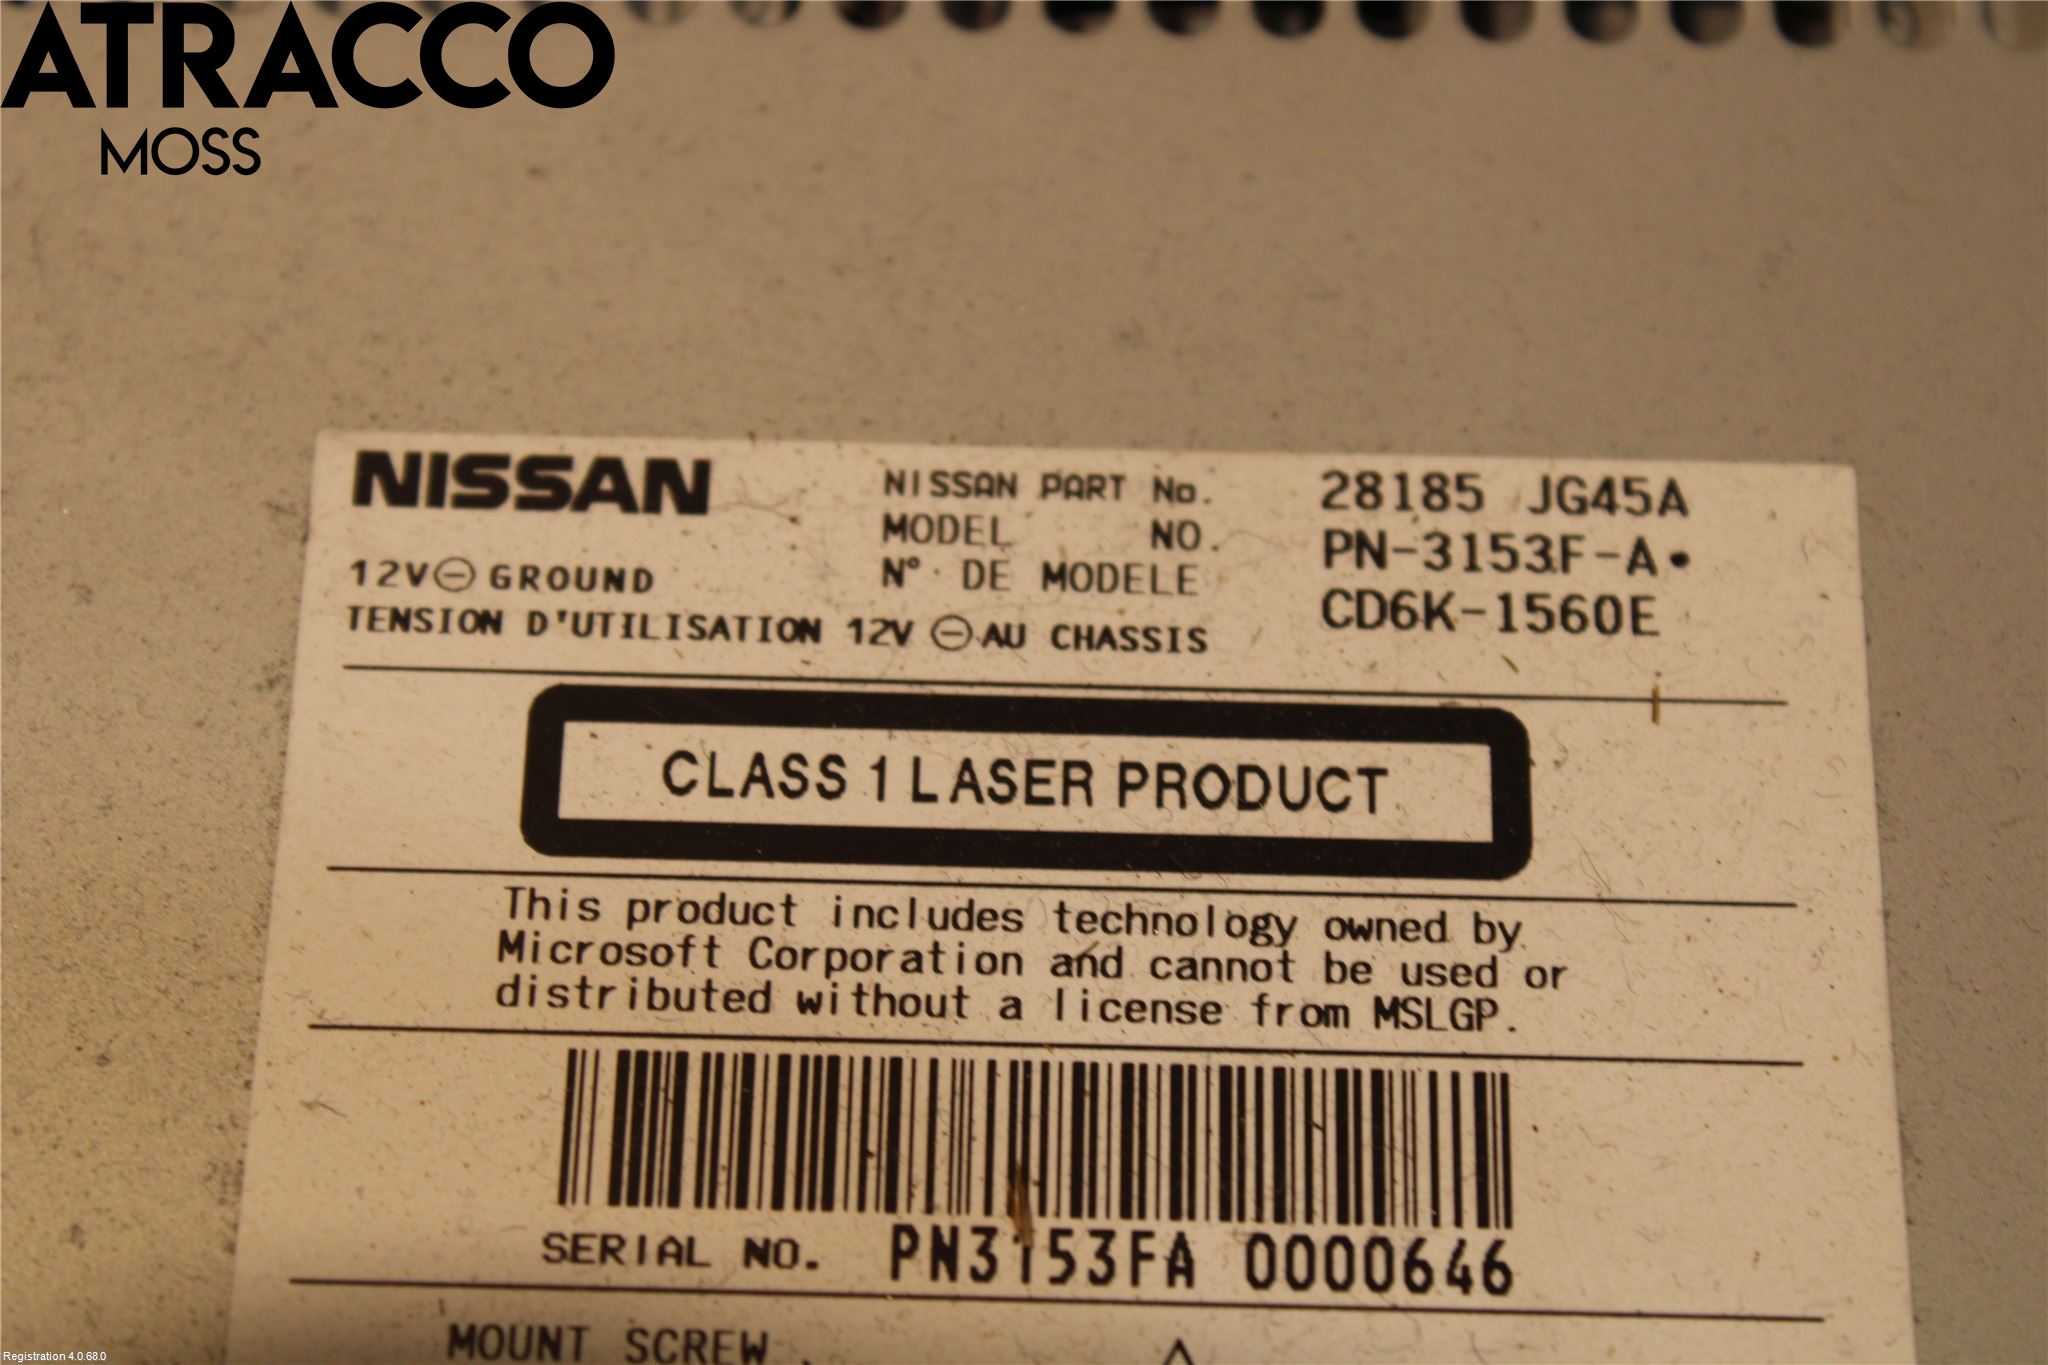 ATRACCO
MOSS
NISSAN
NISSAN PART No. 28185 JG45A
MODEL NO. PN-3153F-A•
12V⊖GROUND
N° DE MODELE CD6K-1560E
TENSION D'UTILISATION 12V ⊖AU CHASSIS
CLASS 1 LASER PRODUCT
This product includes technology owned by
Microsoft Corporation and cannot be used or
distributed without a license from MSLGP.
SERIAL NO. PN3153FA 0000646
MOUNT SCREW
Registration 4.0.68.0